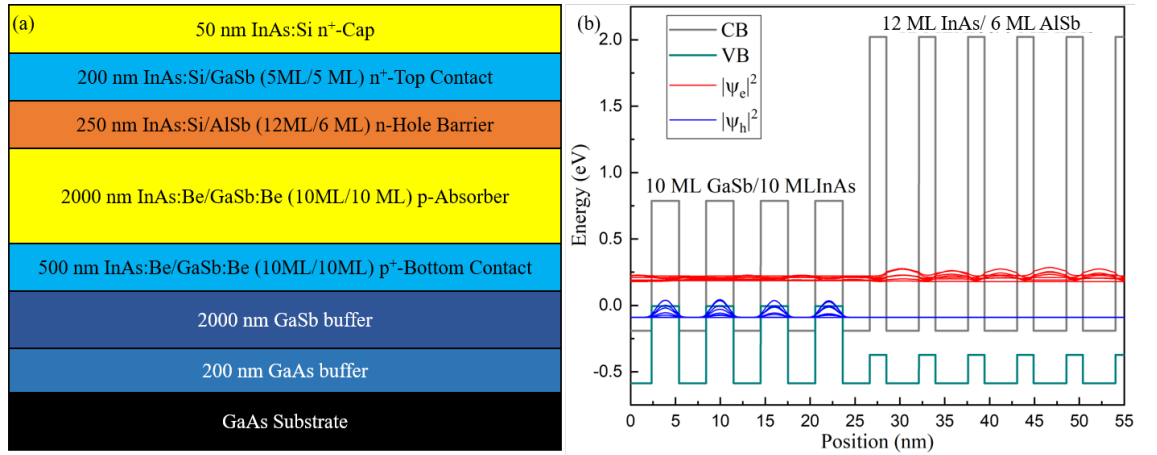 (a)
50 nm InAs:Si n⁺-Cap
200 nm InAs:Si/GaSb (5ML/5 ML) n⁺-Top Contact
250 nm InAs:Si/AlSb (12ML/6 ML) n-Hole Barrier
2000 nm InAs:Be/GaSb:Be (10ML/10 ML) p-Absorber
500 nm InAs:Be/GaSb:Be (10ML/10ML) p⁺-Bottom Contact
2000 nm GaSb buffer
200 nm GaAs buffer
GaAs Substrate
(b)
12 ML InAs/ 6 ML AlSb
CB
VB
|ψₑ|²
|ψₕ|²
10 ML GaSb/10 MLInAs
Energy (eV)
2.0
1.5
1.0
0.5
0.0
-0.5
0 5 10 15 20 25 30 35 40 45 50 55
Position (nm)